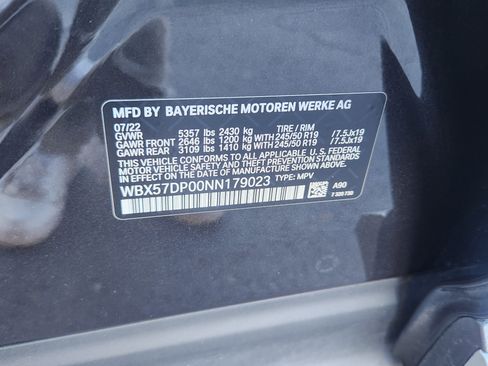 MFD BY BAYERISCHE MOTOREN WERKE AG
07/22 TIRE / RIM
GVWR 5357 lbs 2430 kg
GAWR FRONT 2646 lbs 1200 kg WITH 245/50 R19 / 7.5Jx19
GAWR REAR 3109 lbs 1410 kg WITH 245/50 R19 / 7.5Jx19
THIS VEHICLE CONFORMS TO ALL APPLICABLE U.S. FEDERAL
MOTOR VEHICLE SAFETY AND THEFT PREVENTION STANDARDS
IN EFFECT ON THE DATE OF MANUFACTURE SHOWN ABOVE.
WBX57DP00NN179023 TYPE: MPV
A90